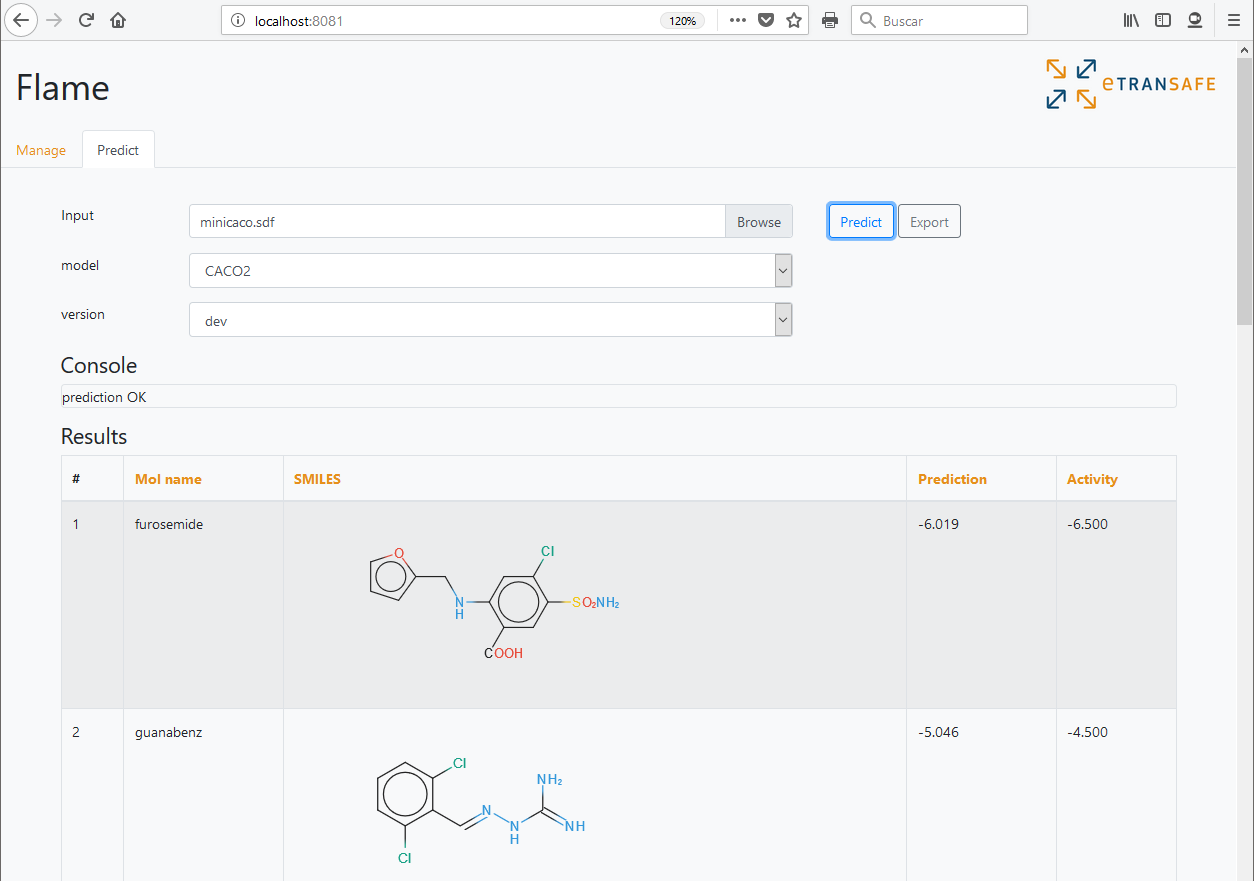 localhost:8081 120% Buscar
Flame
eTRANSAFE
Manage Predict
Input minicaco.sdf Browse Predict Export
model CACO2
version dev
Console
prediction OK
Results
# Mol name SMILES Prediction Activity
1 furosemide -6.019 -6.500
Cl
O
N
H
SO₂NH₂
COOH
2 guanabenz -5.046 -4.500
Cl
NH₂
N
N
H
NH
Cl